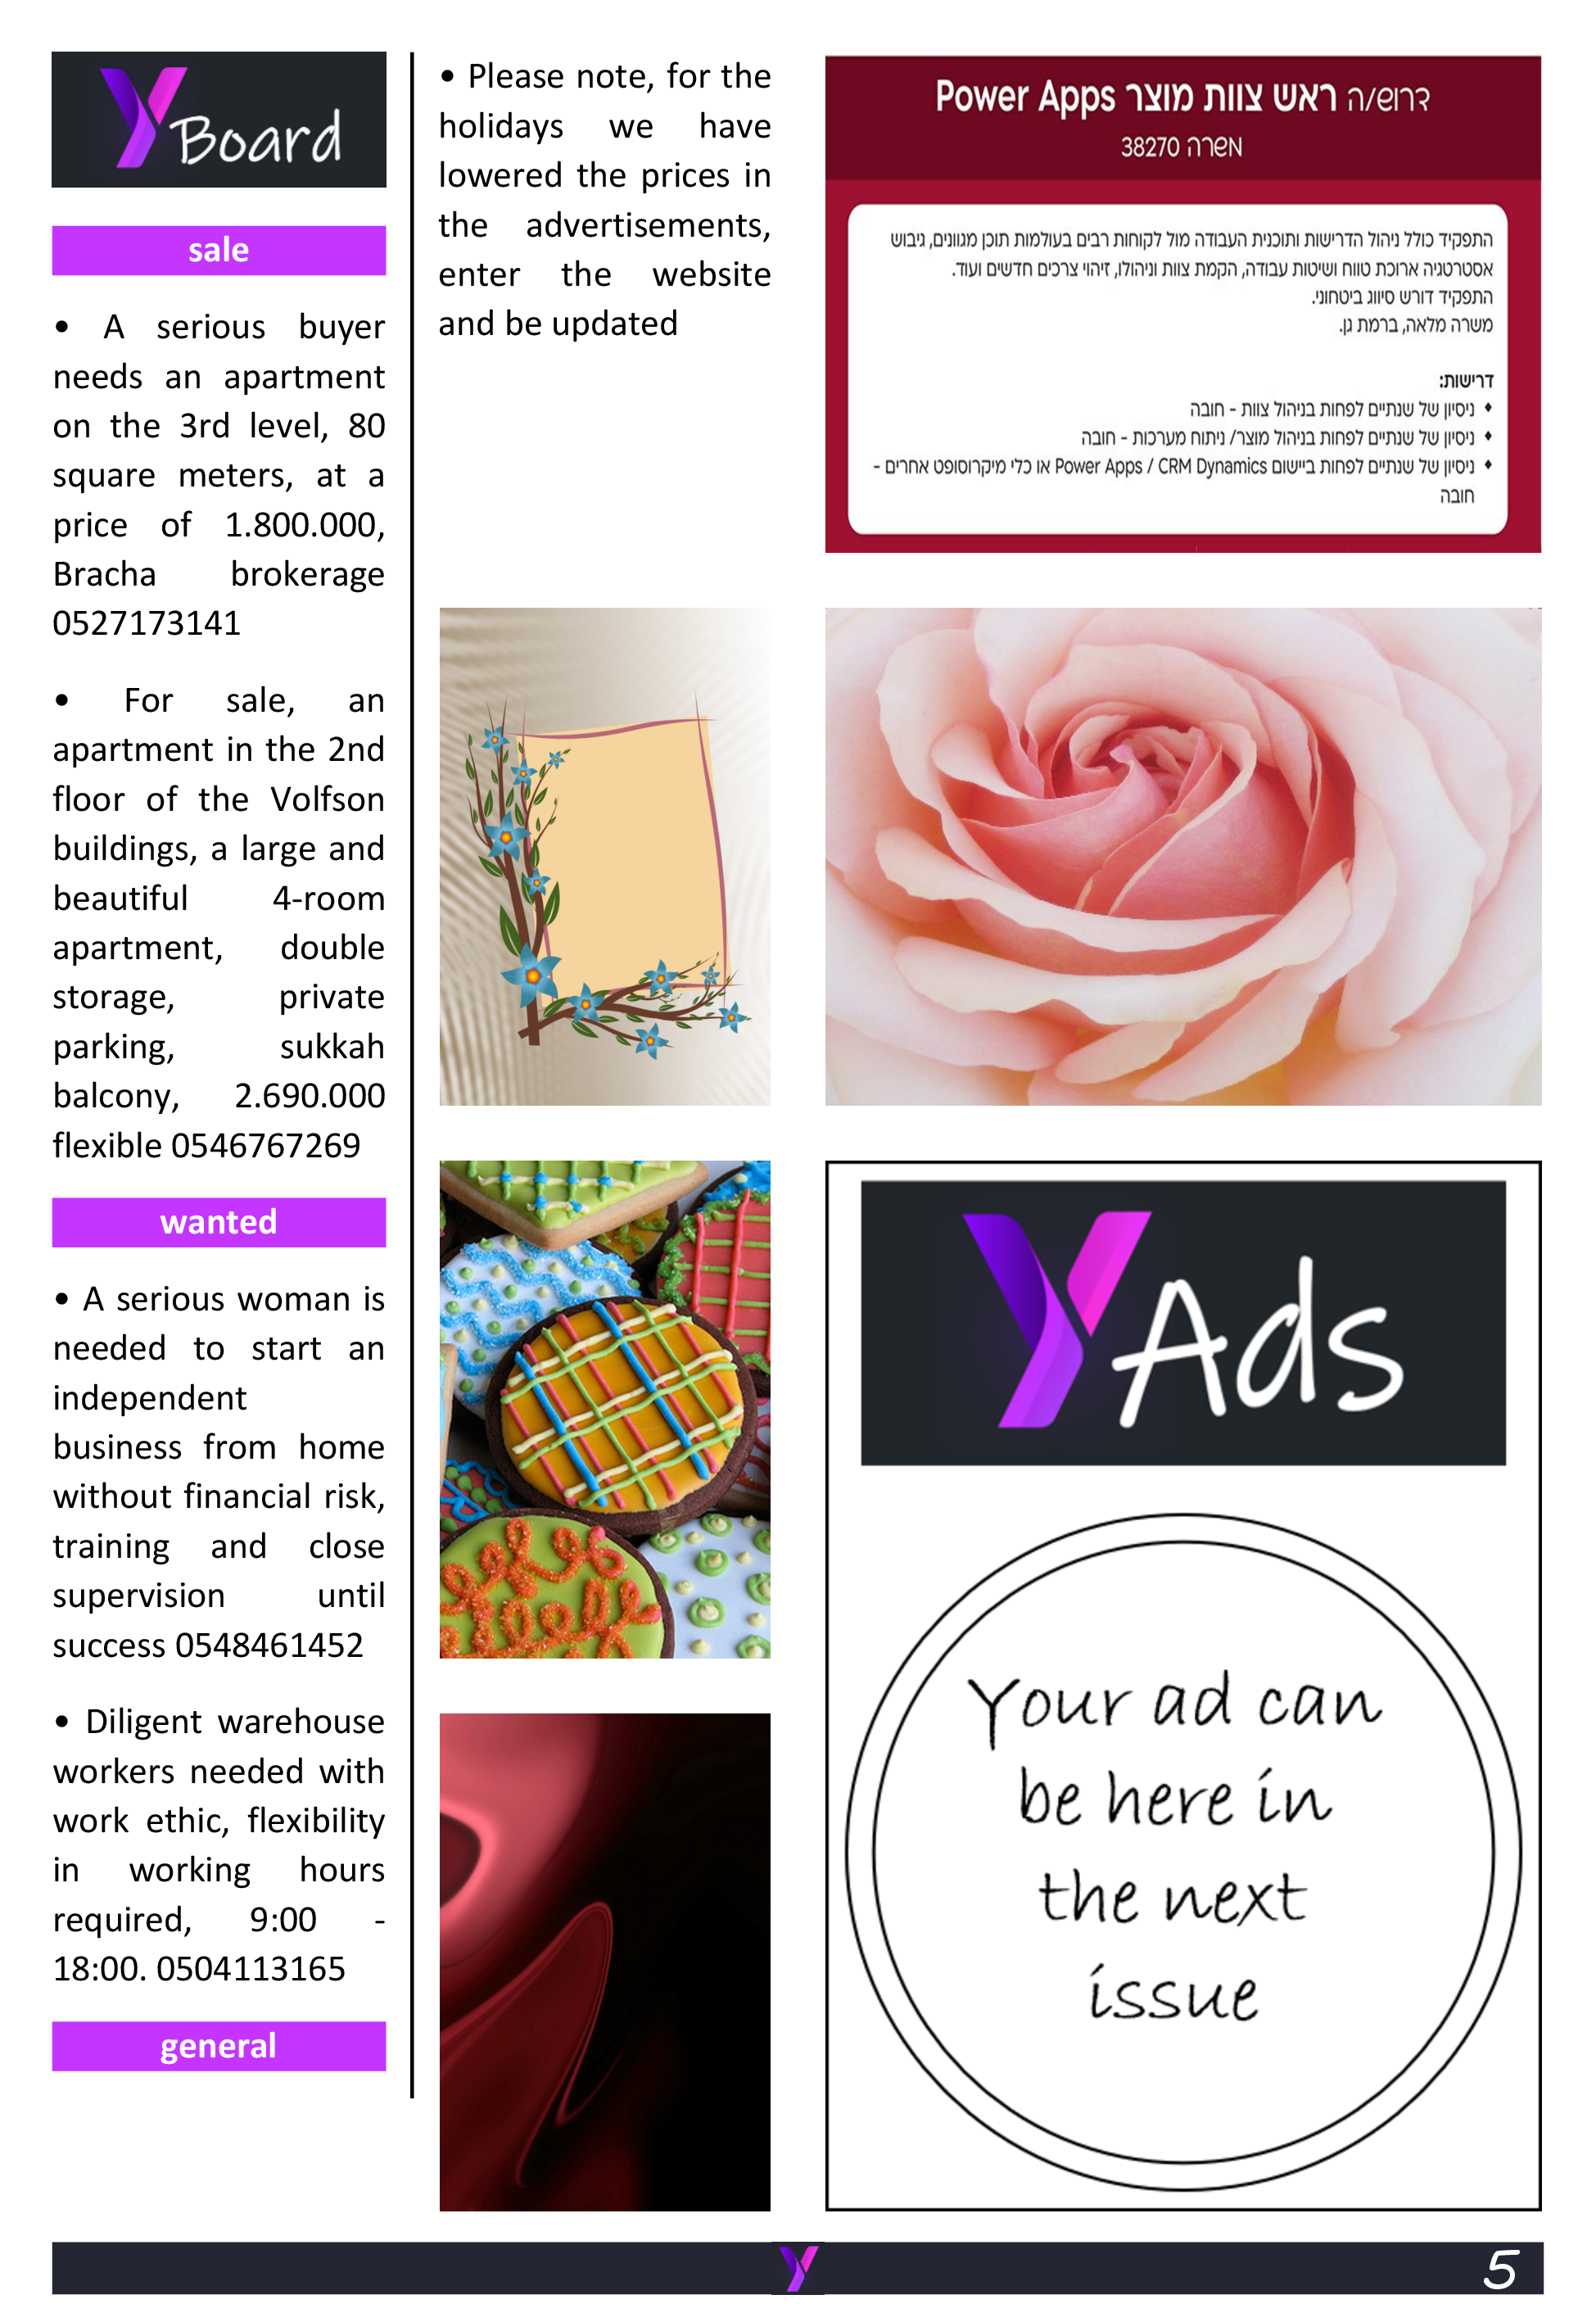 Y Board
sale
• A serious buyer
needs an apartment
on the 3rd level, 80
square meters, at a
price of 1.800.000,
Bracha brokerage
0527173141
• For sale, an
apartment in the 2nd
floor of the Volfson
buildings, a large and
beautiful 4-room
apartment, double
storage, private
parking, sukkah
balcony, 2.690.000
flexible 0546767269
wanted
• A serious woman is
needed to start an
independent
business from home
without financial risk,
training and close
supervision until
success 0548461452
• Diligent warehouse
workers needed with
work ethic, flexibility
in working hours
required, 9:00 -
18:00. 0504113165
general
• Please note, for the
holidays we have
lowered the prices in
the advertisements,
enter the website
and be updated
דרוש/ה ראש צוות מוצר Power Apps
משרה 38270
התפקיד כולל ניהול הדרישות ותוכנית העבודה מול לקוחות רבים בעולמות תוכן מגוונים, גיבוש
אסטרטגיה ארוכת טווח ושיטות עבודה, הקמת צוות וניהולו, זיהוי צרכים חדשים ועוד.
התפקיד דורש סיווג ביטחוני.
משרה מלאה, ברמת גן.
דרישות:
♦ ניסיון של שנתיים לפחות בניהול צוות - חובה
♦ ניסיון של שנתיים לפחות בניהול מוצר/ ניתוח מערכות - חובה
♦ ניסיון של שנתיים לפחות ביישום Power Apps / CRM Dynamics או כלי מיקרוסופט אחרים -
חובה
Y Ads
Your ad can
be here in
the next
issue
Y
5